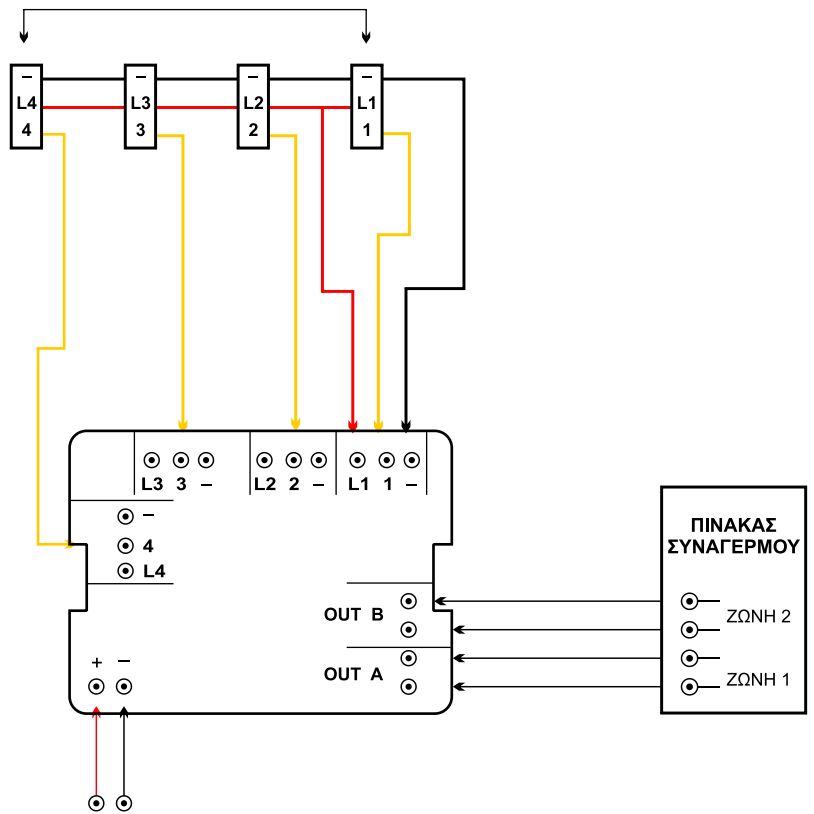 – – – –
L4 L3 L2 L1
4 3 2 1
L3 3 – L2 2 – L1 1 –
–
4
L4
ΠΙΝΑΚΑΣ
ΣΥΝΑΓΕΡΜΟΥ
OUT B
ΖΩΝΗ 2
OUT A
ΖΩΝΗ 1
+ –